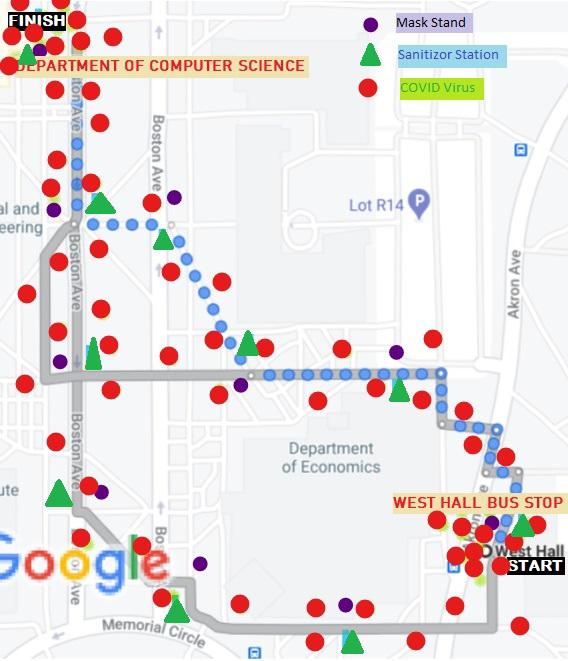 FINISH
Mask Stand
Sanitizor Station
COVID Virus
DEPARTMENT OF COMPUTER SCIENCE
ton Ave
Boston Ave
Lot R14
P
al and
eering
Boston Ave
Akron Ave
Department
of Economics
Boston Ave
ute
WEST HALL BUS STOP
West Hall
START
Google
Memorial Circle